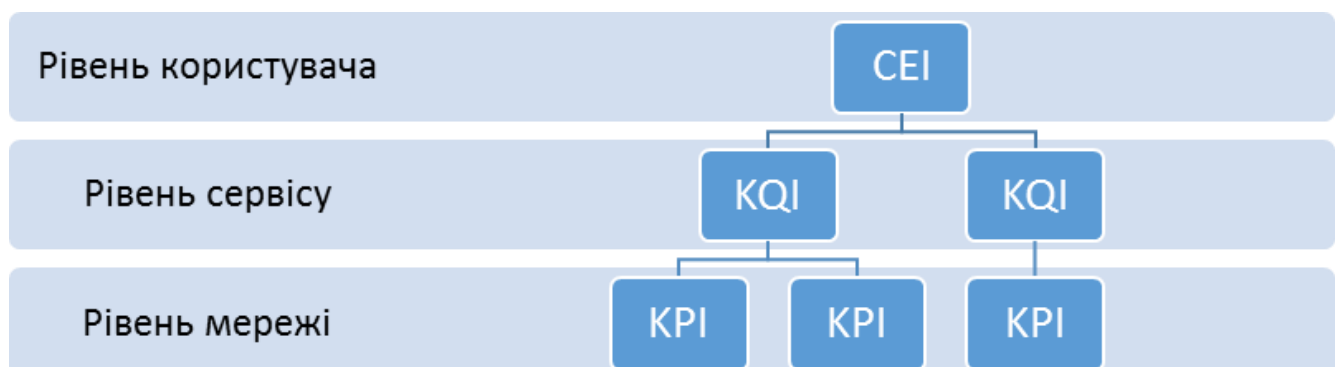 Рівень користувача
CEI
Рівень сервісу
KQI
KQI
Рівень мережі
KPI
KPI
KPI